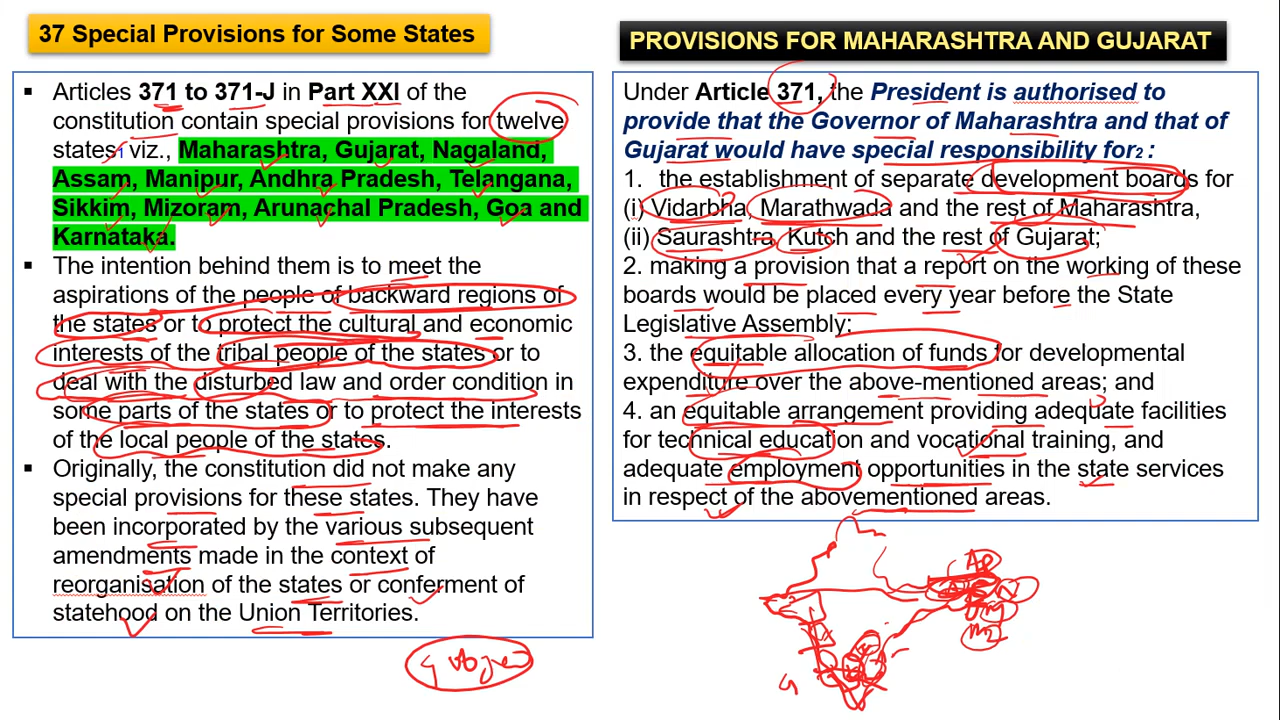 37 Special Provisions for Some States
▪ Articles 371 to 371-J in Part XXI of the
constitution contain special provisions for twelve
states1 viz., Maharashtra, Gujarat, Nagaland,
Assam, Manipur, Andhra Pradesh, Telangana,
Sikkim, Mizoram, Arunachal Pradesh, Goa and
Karnataka.
▪ The intention behind them is to meet the
aspirations of the people of backward regions of
the states or to protect the cultural and economic
interests of the tribal people of the states or to
deal with the disturbed law and order condition in
some parts of the states or to protect the interests
of the local people of the states.
▪ Originally, the constitution did not make any
special provisions for these states. They have
been incorporated by the various subsequent
amendments made in the context of
reorganisation of the states or conferment of
statehood on the Union Territories.
PROVISIONS FOR MAHARASHTRA AND GUJARAT
Under Article 371, the President is authorised to
provide that the Governor of Maharashtra and that of
Gujarat would have special responsibility for2 :
1. the establishment of separate development boards for
(i) Vidarbha, Marathwada and the rest of Maharashtra,
(ii) Saurashtra, Kutch and the rest of Gujarat;
2. making a provision that a report on the working of these
boards would be placed every year before the State
Legislative Assembly;
3. the equitable allocation of funds for developmental
expenditure over the above-mentioned areas; and
4. an equitable arrangement providing adequate facilities
for technical education and vocational training, and
adequate employment opportunities in the state services
in respect of the abovementioned areas.